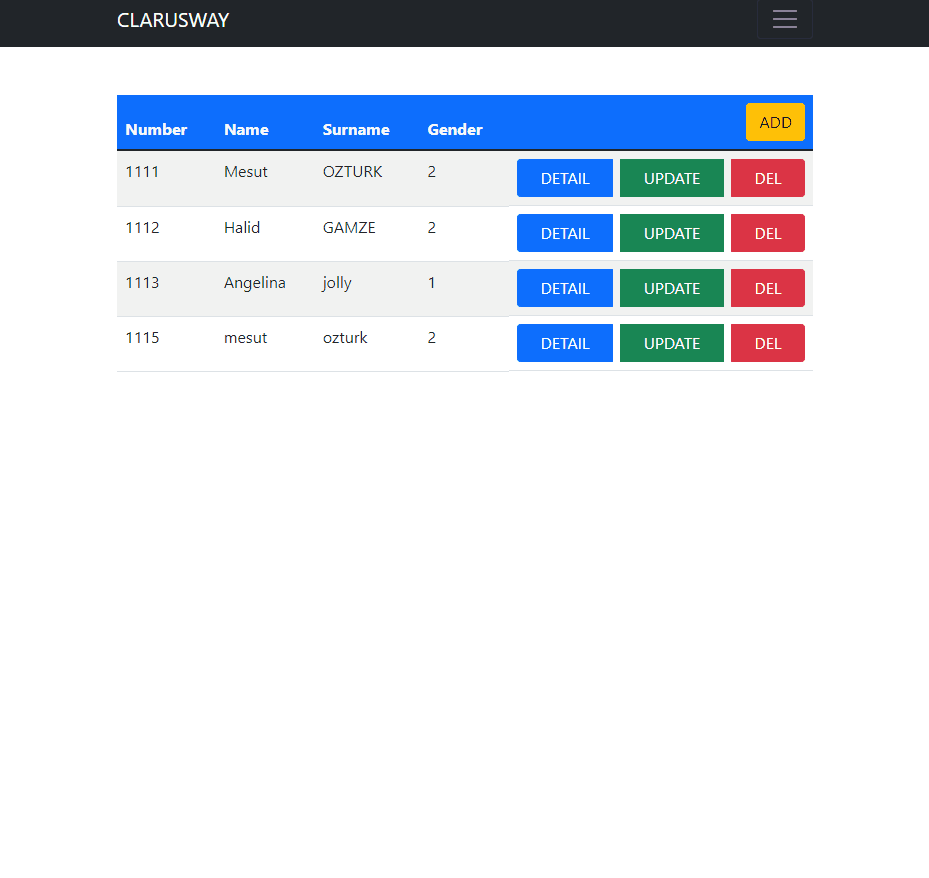 CLARUSWAY
ADD
Number Name Surname Gender
1111 Mesut OZTURK 2 DETAIL UPDATE DEL
1112 Halid GAMZE 2 DETAIL UPDATE DEL
1113 Angelina jolly 1 DETAIL UPDATE DEL
1115 mesut ozturk 2 DETAIL UPDATE DEL